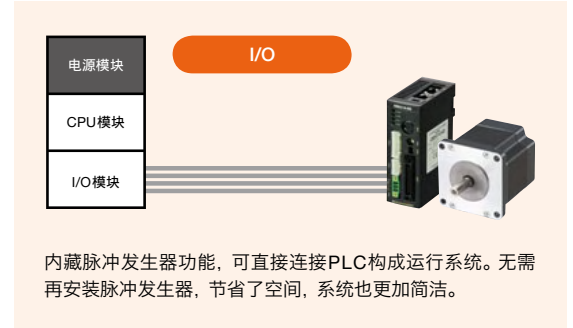 I/O
电源模块
CPU模块
I/O模块
内藏脉冲发生器功能, 可直接连接PLC构成运行系统。无需
再安装脉冲发生器, 节省了空间, 系统也更加简洁。